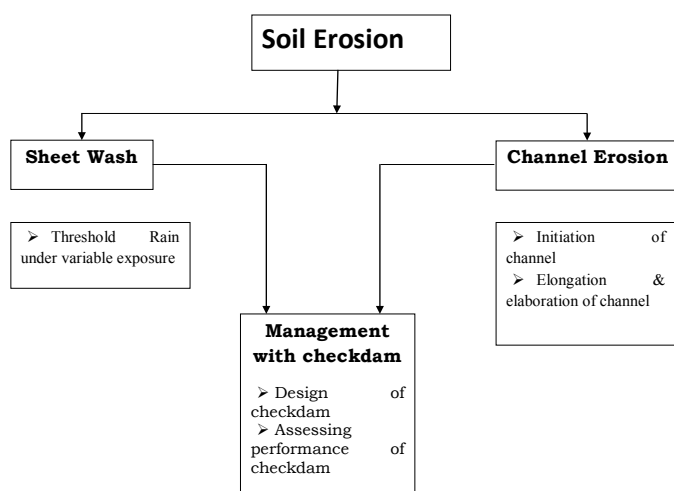 Soil Erosion
Sheet Wash
Channel Erosion
➢ Threshold Rain
under variable exposure
➢ Initiation of
channel
➢ Elongation &
elaboration of channel
Management
with checkdam
➢ Design of
checkdam
➢ Assessing
performance of
checkdam